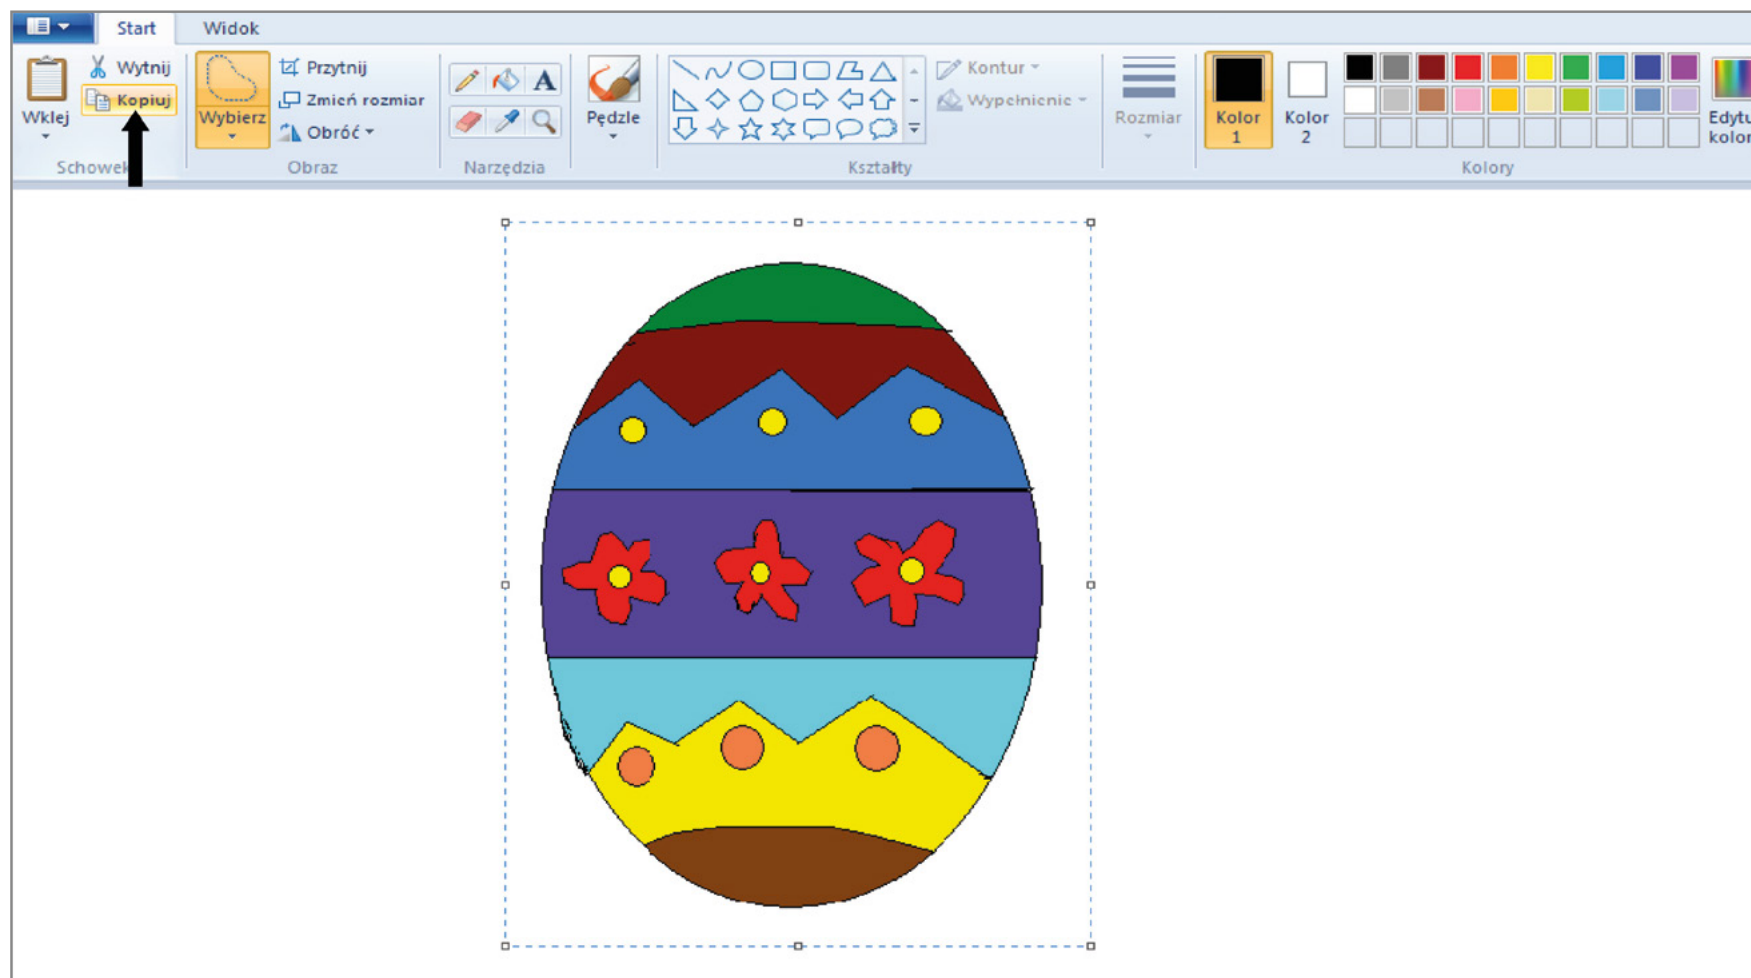 Start Widok
Wklej
Wytnij
Kopiuj
Schowek
Wybierz
Przytnij
Zmień rozmiar
Obróć
Obraz
A
Narzędzia
Pędzle
Kształty
Kontur
Wypełnienie
Rozmiar
Kolor
1
Kolor
2
Kolory